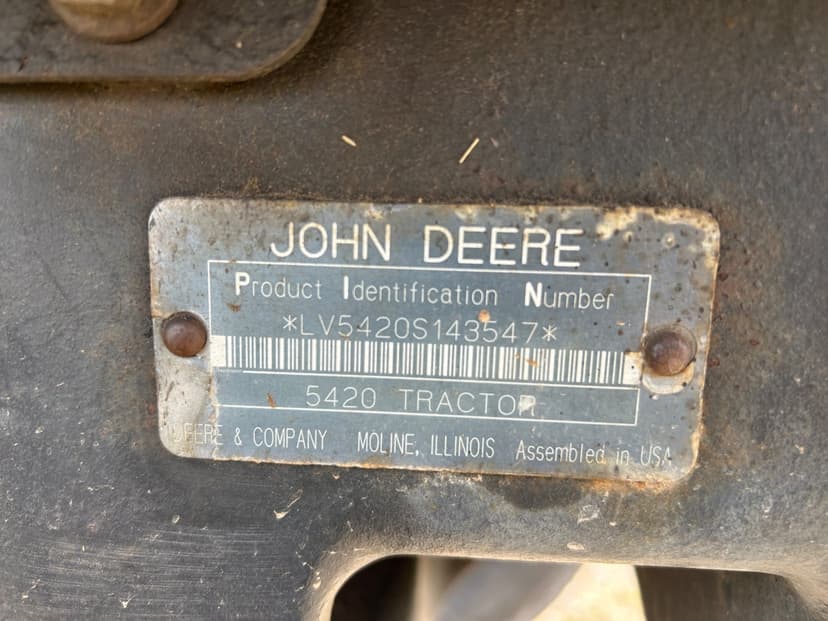 JOHN DEERE
Product Identification Number
*LV5420S143547*
5420 TRACTOR
DEERE & COMPANY MOLINE, ILLINOIS Assembled in USA